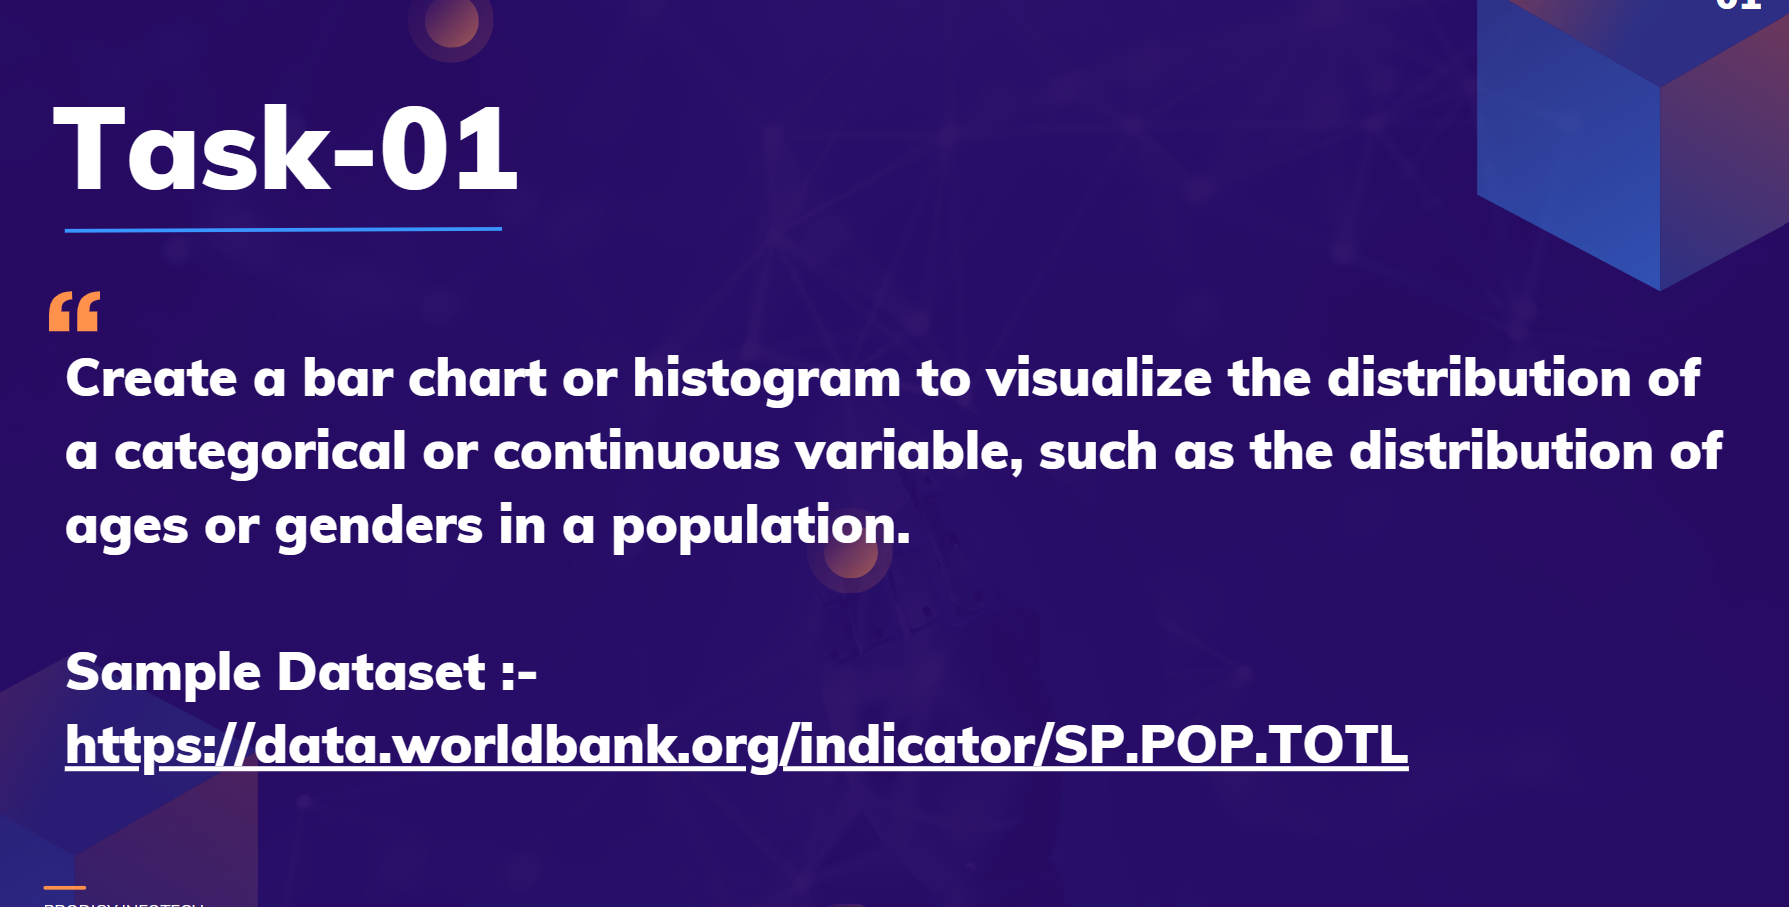 01
Task-01
“
Create a bar chart or histogram to visualize the distribution of
a categorical or continuous variable, such as the distribution of
ages or genders in a population.
Sample Dataset :-
https://data.worldbank.org/indicator/SP.POP.TOTL
PRODIGY INFOTECH